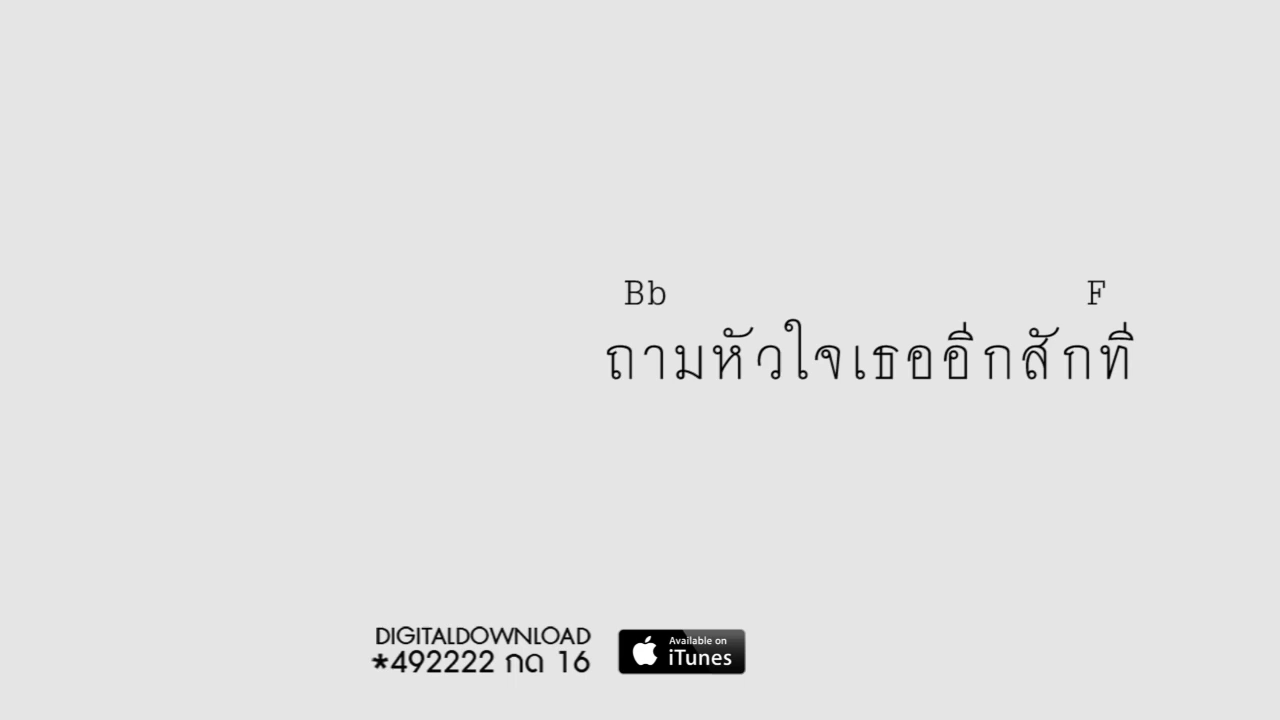 Bb F
ถามหัวใจเธออีกสักที่
DIGITALDOWNLOAD
*492222 กด 16
Available on
iTunes